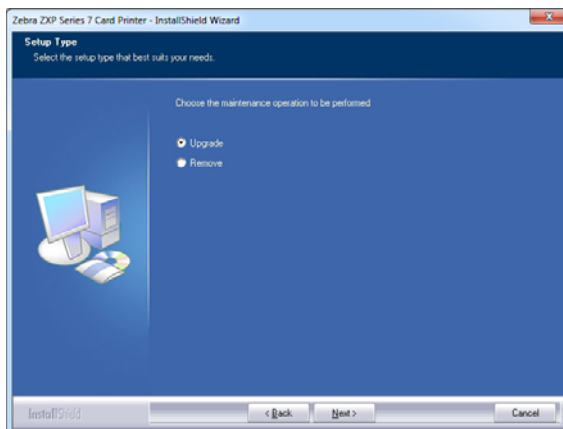 Zebra ZXP Series 7 Card Printer - InstallShield Wizard
Setup Type
Select the setup type that best suits your needs.
Choose the maintenance operation to be performed
Upgrade
Remove
InstallShield
< Back
Next >
Cancel